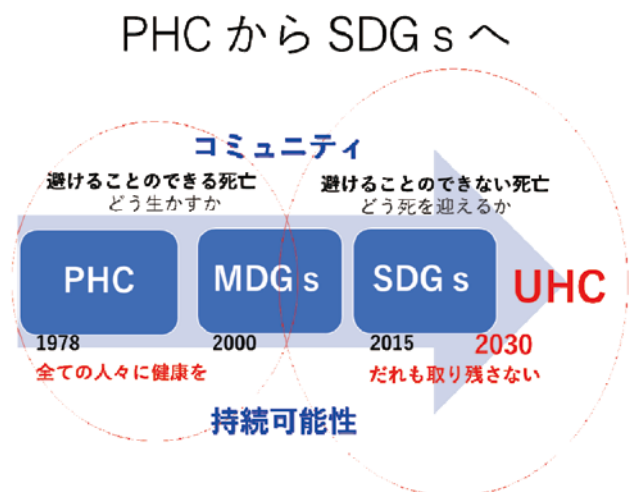 PHC から SDG s へ
コミュニティ
避けることのできる死亡
どう生かすか
避けることのできない死亡
どう死を迎えるか
PHC
MDG s
SDG s
UHC
1978
2000
2015
2030
全ての人々に健康を
だれも取り残さない
持続可能性